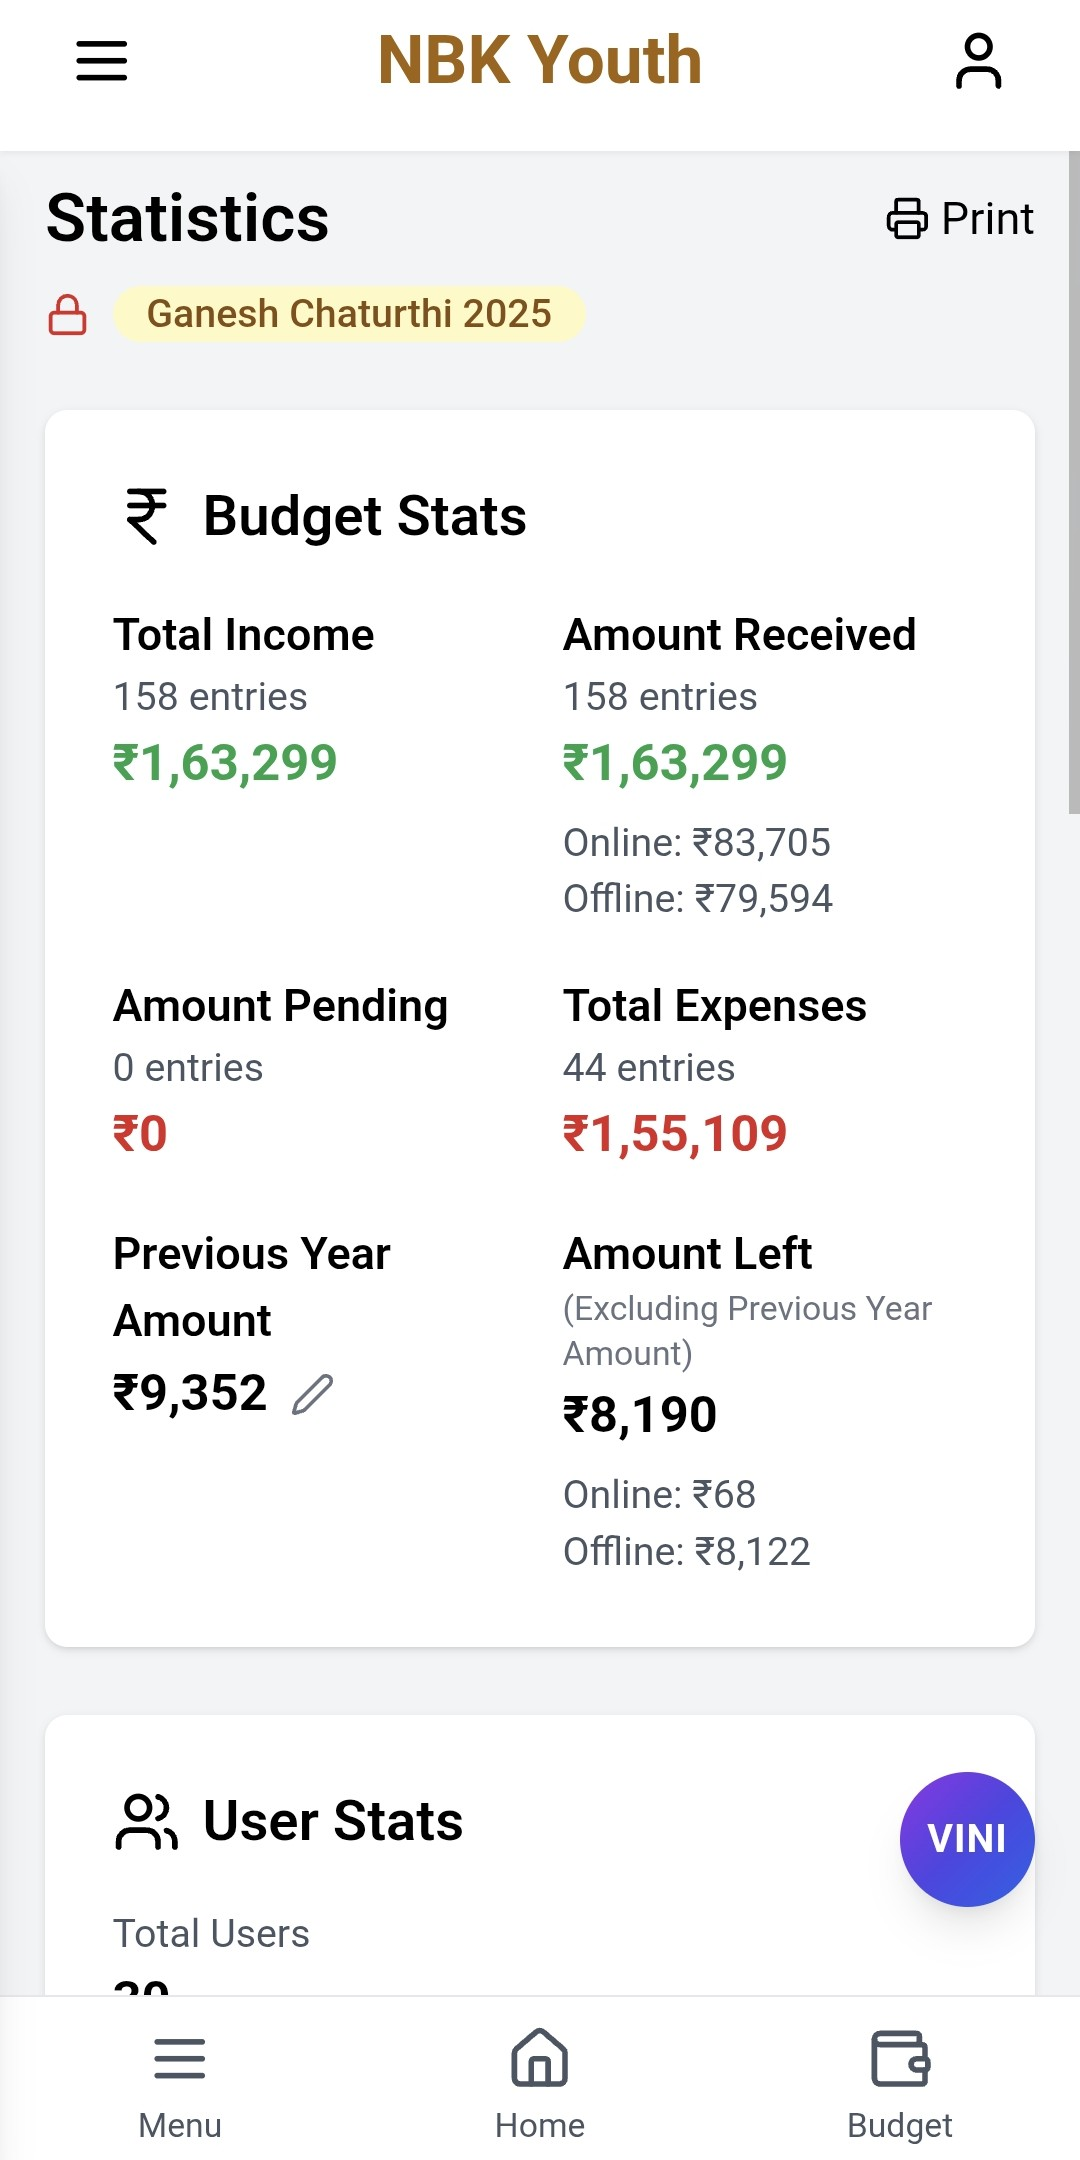 NBK Youth
Statistics
Print
Ganesh Chaturthi 2025
Budget Stats
Total Income
158 entries
₹1,63,299
Amount Received
158 entries
₹1,63,299
Online: ₹83,705
Offline: ₹79,594
Amount Pending
0 entries
₹0
Total Expenses
44 entries
₹1,55,109
Previous Year
Amount
₹9,352
Amount Left
(Excluding Previous Year
Amount)
₹8,190
Online: ₹68
Offline: ₹8,122
User Stats
VINI
Total Users
Menu
Home
Budget